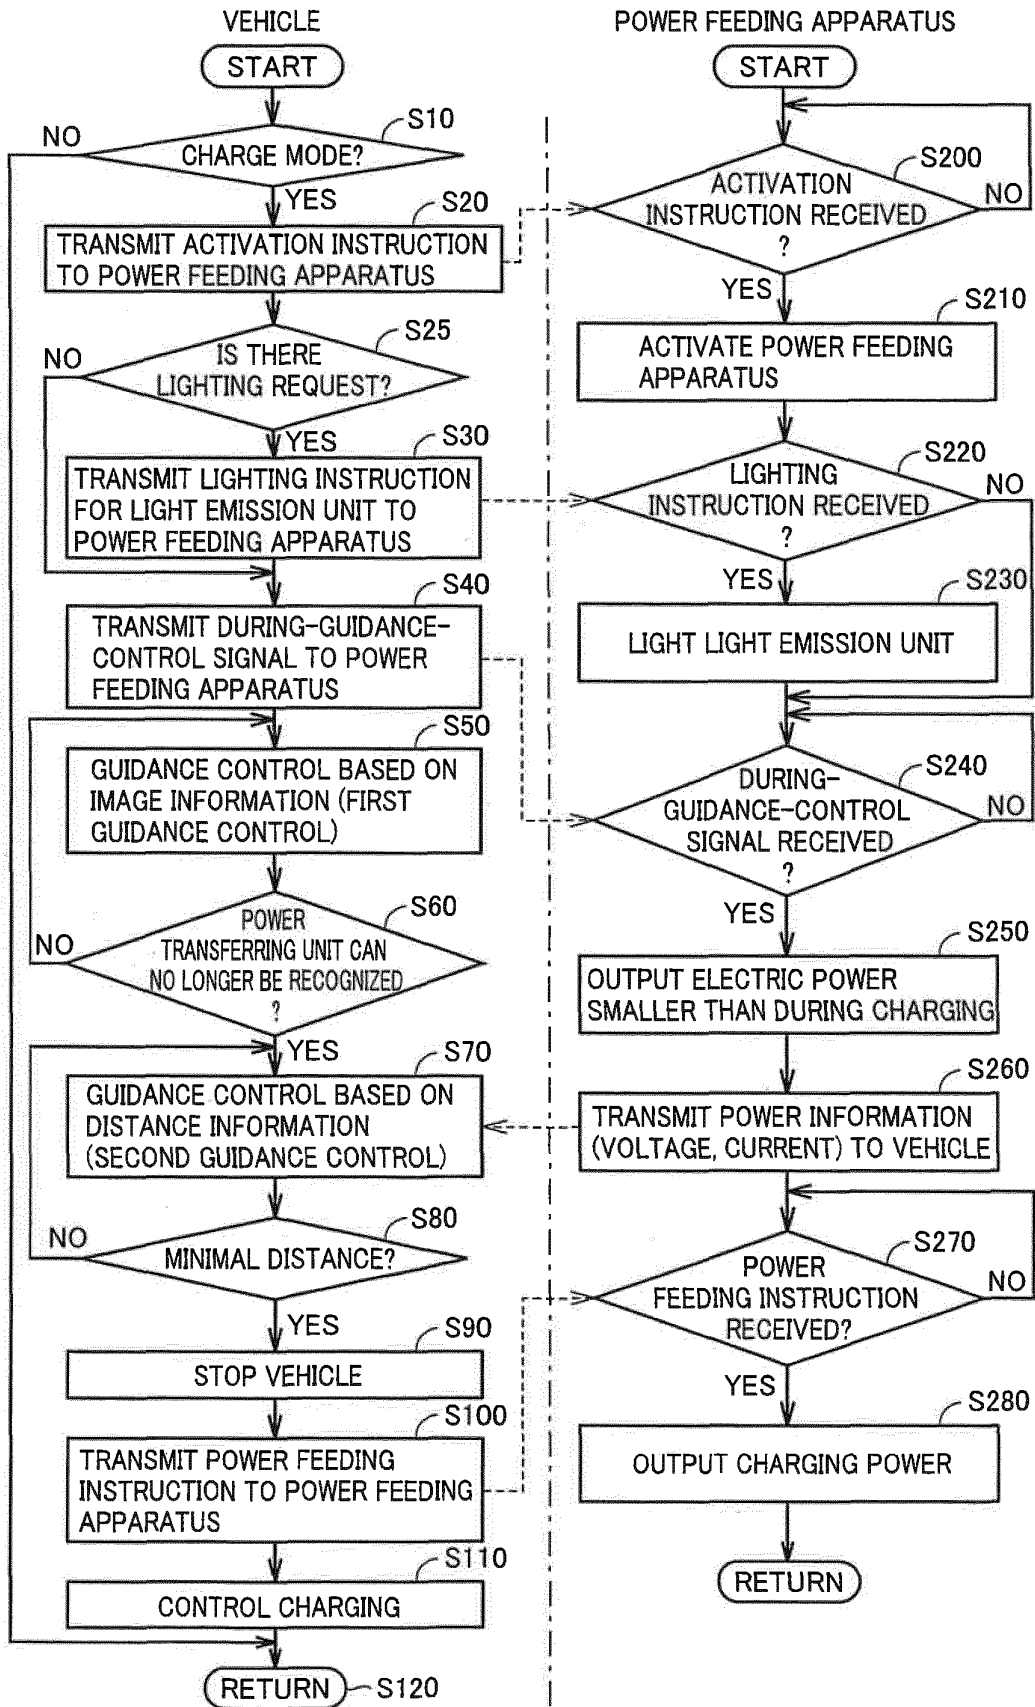 VEHICLE
START
S10
NO
CHARGE MODE?
YES
S20
TRANSMIT ACTIVATION INSTRUCTION
TO POWER FEEDING APPARATUS
S25
NO
IS THERE
LIGHTING REQUEST?
YES
S30
TRANSMIT LIGHTING INSTRUCTION
FOR LIGHT EMISSION UNIT TO
POWER FEEDING APPARATUS
S40
TRANSMIT DURING-GUIDANCE-
CONTROL SIGNAL TO POWER
FEEDING APPARATUS
S50
GUIDANCE CONTROL BASED ON
IMAGE INFORMATION (FIRST
GUIDANCE CONTROL)
S60
NO
POWER
TRANSFERRING UNIT CAN
NO LONGER BE RECOGNIZED
?
YES
S70
GUIDANCE CONTROL BASED ON
DISTANCE INFORMATION
(SECOND GUIDANCE CONTROL)
S80
NO
MINIMAL DISTANCE?
YES
S90
STOP VEHICLE
S100
TRANSMIT POWER FEEDING
INSTRUCTION TO POWER FEEDING
APPARATUS
S110
CONTROL CHARGING
RETURN
S120
POWER FEEDING APPARATUS
START
S200
ACTIVATION
INSTRUCTION RECEIVED
?
NO
YES
S210
ACTIVATE POWER FEEDING
APPARATUS
S220
LIGHTING
INSTRUCTION RECEIVED
?
NO
YES
S230
LIGHT LIGHT EMISSION UNIT
S240
DURING-
GUIDANCE-CONTROL
SIGNAL RECEIVED
?
NO
YES
S250
OUTPUT ELECTRIC POWER
SMALLER THAN DURING CHARGING
S260
TRANSMIT POWER INFORMATION
(VOLTAGE, CURRENT) TO VEHICLE
S270
POWER
FEEDING INSTRUCTION
RECEIVED?
NO
YES
S280
OUTPUT CHARGING POWER
RETURN